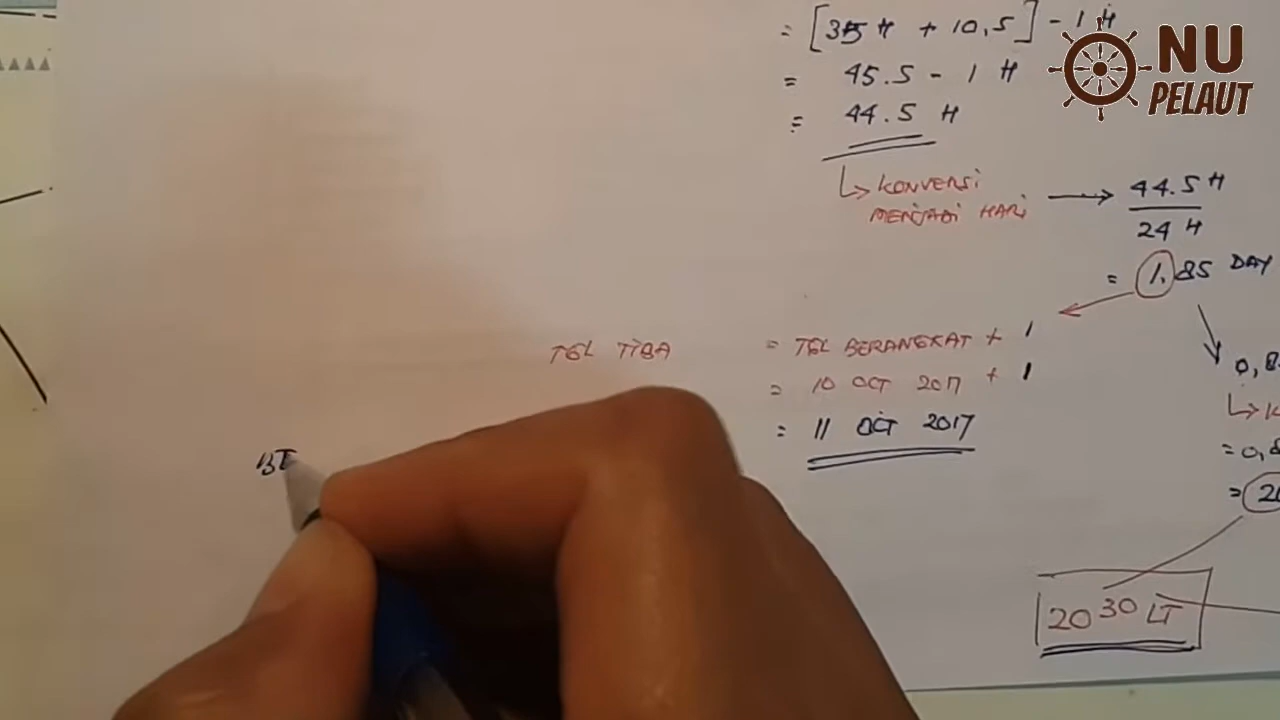 = [35 H + 10,5] - 1 H
NU
PELAUT
= 45.5 - 1 H
= 44.5 H
↳ KONVERSI
MENJADI HARI → 44.5 H
24 H
= 1.85 DAY
TGL TIBA = TGL BERANGKAT + 1
= 10 OCT 2017 + 1
= 11 OCT 2017
20 30 LT